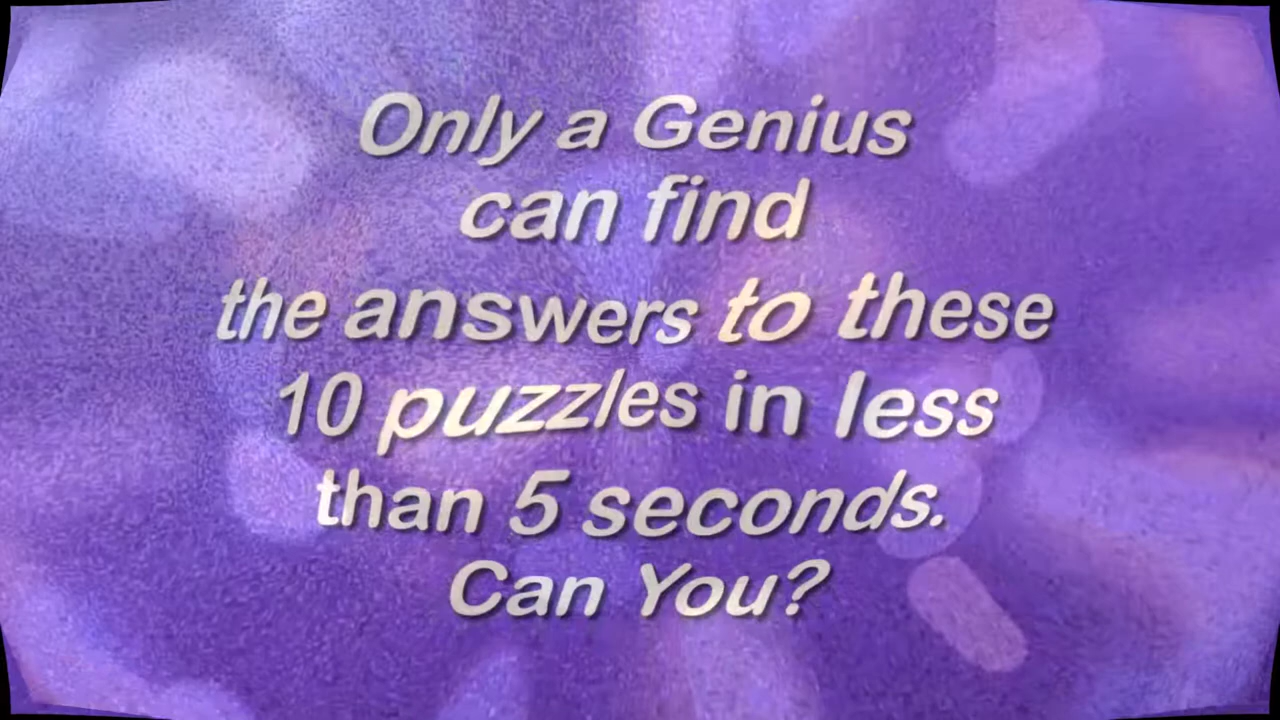 Only a Genius
can find
the answers to these
10 puzzles in less
than 5 seconds.
Can You?